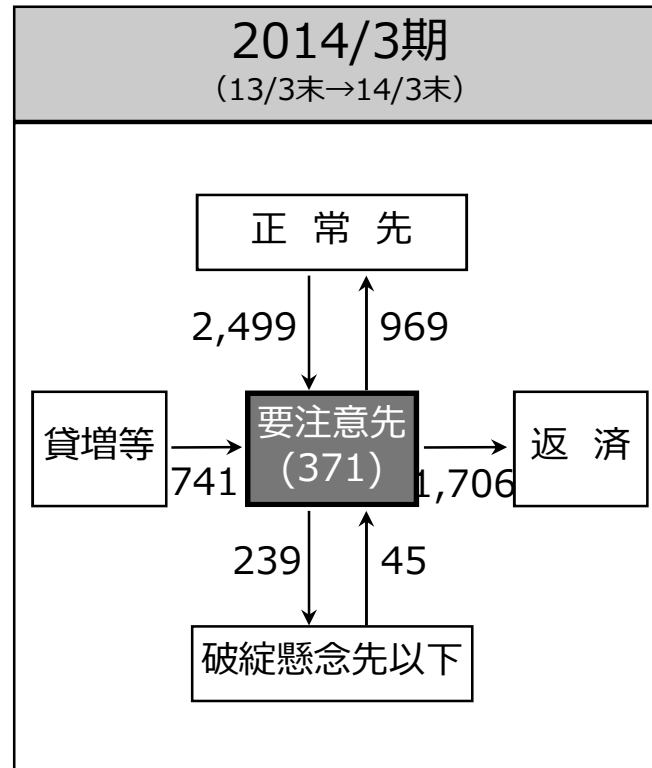 2014/3期
（13/3末→14/3末）
正 常 先
2,499
969
貸増等
741
要注意先
(371)
1,706
返 済
239
45
破綻懸念先以下